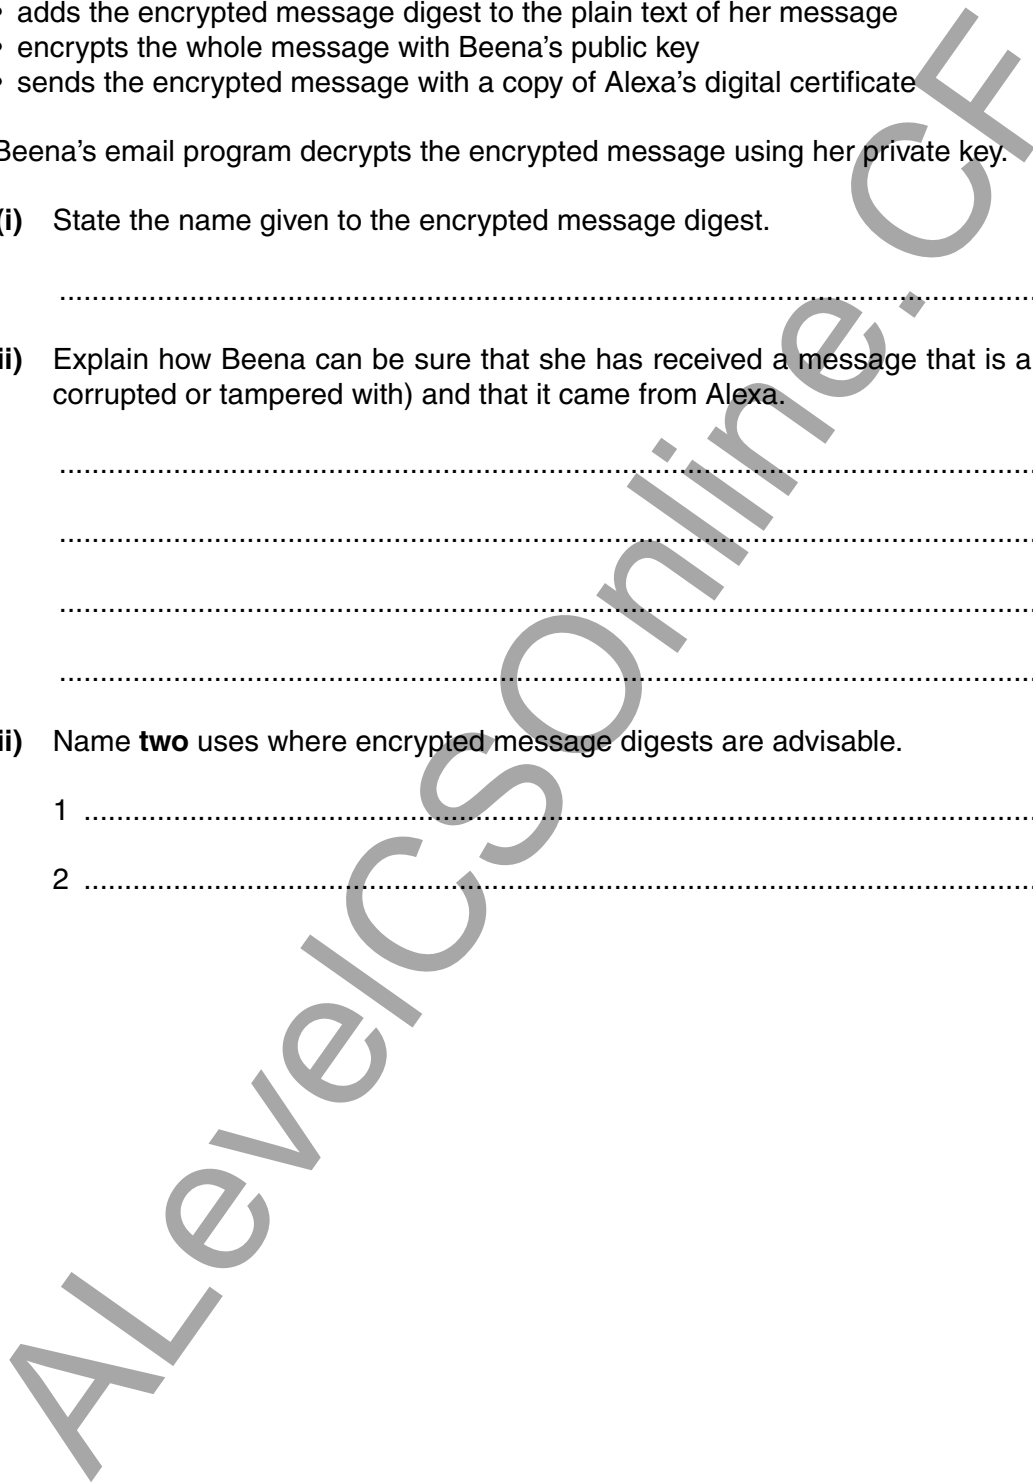 • adds the encrypted message digest to the plain text of her message
• encrypts the whole message with Beena’s public key
• sends the encrypted message with a copy of Alexa’s digital certificate
Beena’s email program decrypts the encrypted message using her private key.
(i) State the name given to the encrypted message digest.
....................................................................................................................
ii) Explain how Beena can be sure that she has received a message that is a
corrupted or tampered with) and that it came from Alexa.
....................................................................................................................
....................................................................................................................
....................................................................................................................
....................................................................................................................
ii) Name two uses where encrypted message digests are advisable.
1 ....................................................................................................................
2 ....................................................................................................................
ALevelCSOnline.CF